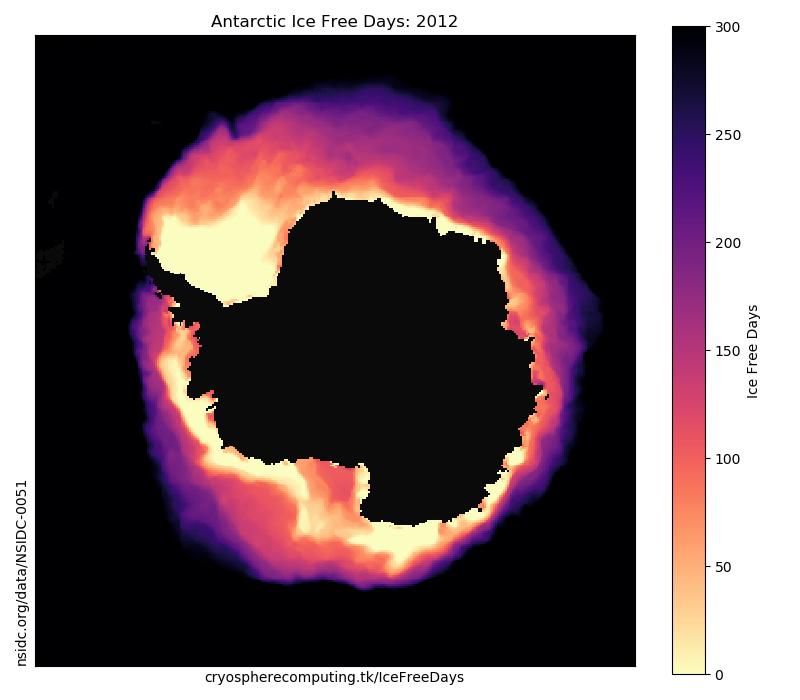 Antarctic Ice Free Days: 2012
300
250
200
150
100
50
0
Ice Free Days
nsidc.org/data/NSIDC-0051
cryospherecomputing.tk/IceFreeDays